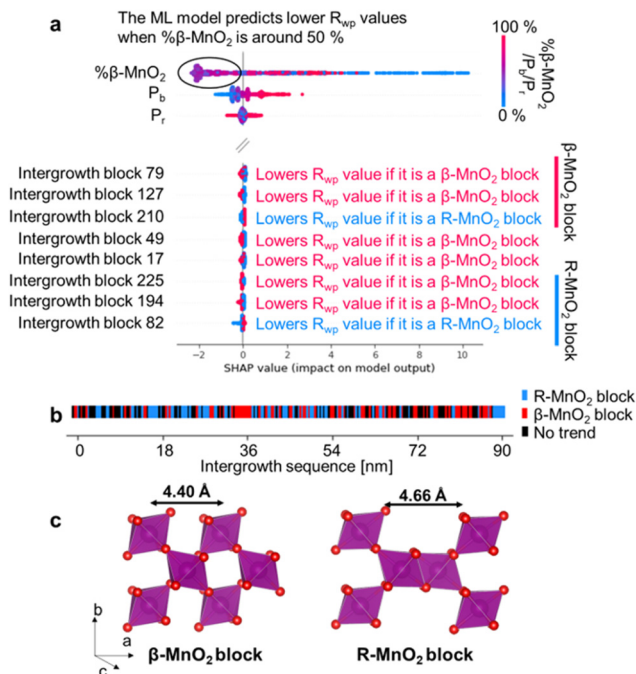 a
The ML model predicts lower Rwp values
when %β-MnO2 is around 50 %
100 %
%β-MnO2
/Pb/Pr
0 %
%β-MnO2
Pb
Pr
Intergrowth block 79 Lowers Rwp value if it is a β-MnO2 block
Intergrowth block 127 Lowers Rwp value if it is a β-MnO2 block
Intergrowth block 210 Lowers Rwp value if it is a R-MnO2 block
Intergrowth block 49 Lowers Rwp value if it is a β-MnO2 block
Intergrowth block 17 Lowers Rwp value if it is a β-MnO2 block
Intergrowth block 225 Lowers Rwp value if it is a β-MnO2 block
Intergrowth block 194 Lowers Rwp value if it is a β-MnO2 block
Intergrowth block 82 Lowers Rwp value if it is a R-MnO2 block
β-MnO2 block
R-MnO2 block
−2 0 2 4 6 8 10
SHAP value (impact on model output)
b
R-MnO2 block
β-MnO2 block
No trend
0 18 36 54 72 90
Intergrowth sequence [nm]
c
4.40 Å 4.66 Å
b
a
c
β-MnO2 block R-MnO2 block